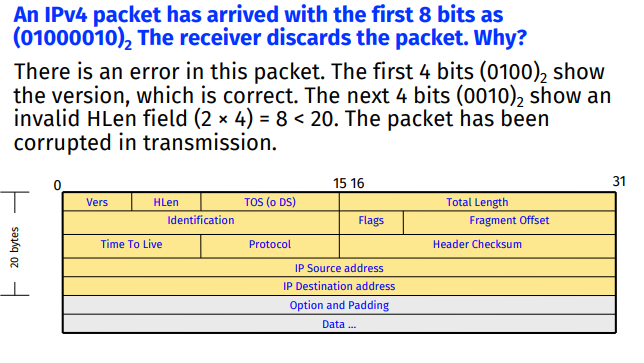 An IPv4 packet has arrived with the first 8 bits as
(01000010)₂ The receiver discards the packet. Why?
There is an error in this packet. The first 4 bits (0100)₂ show
the version, which is correct. The next 4 bits (0010)₂ show an
invalid HLen field (2 × 4) = 8 < 20. The packet has been
corrupted in transmission.
0 15 16 31
Vers HLen TOS (o DS) Total Length
Identification Flags Fragment Offset
Time To Live Protocol Header Checksum
IP Source address
IP Destination address
Option and Padding
Data ...
20 bytes